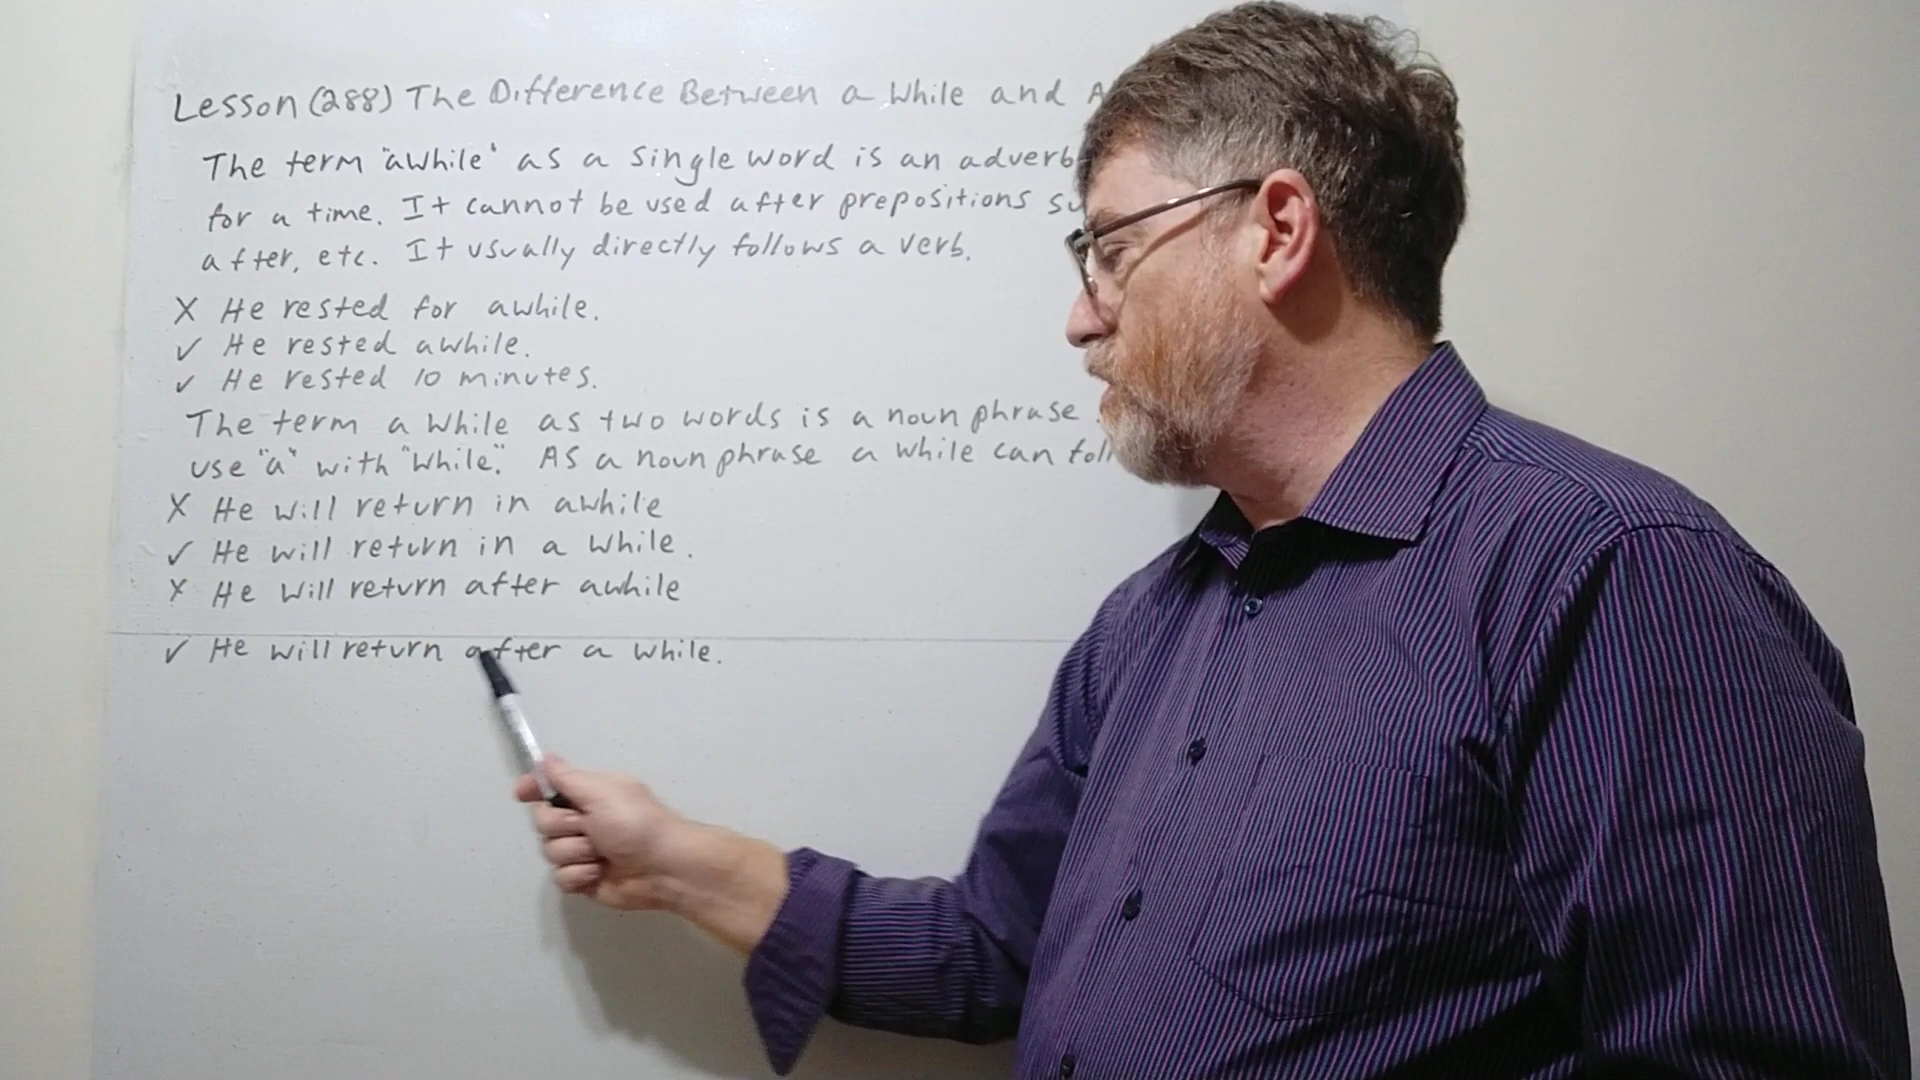 Lesson (288) The Difference Between a While and A
The term "awhile" as a single word is an adverb
for a time. It cannot be used after prepositions su
after, etc. It usually directly follows a verb.
X He rested for awhile.
✓ He rested awhile.
✓ He rested 10 minutes.
The term a while as two words is a noun phrase
use "a" with "while". As a noun phrase a while can foll
X He will return in awhile
✓ He will return in a while.
X He will return after awhile
✓ He will return after a while.